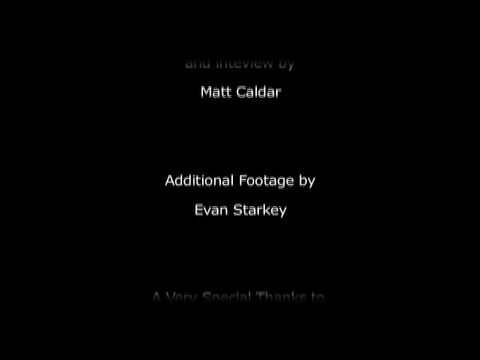 and inteview by
Matt Caldar
Additional Footage by
Evan Starkey
A Very Special Thanks to